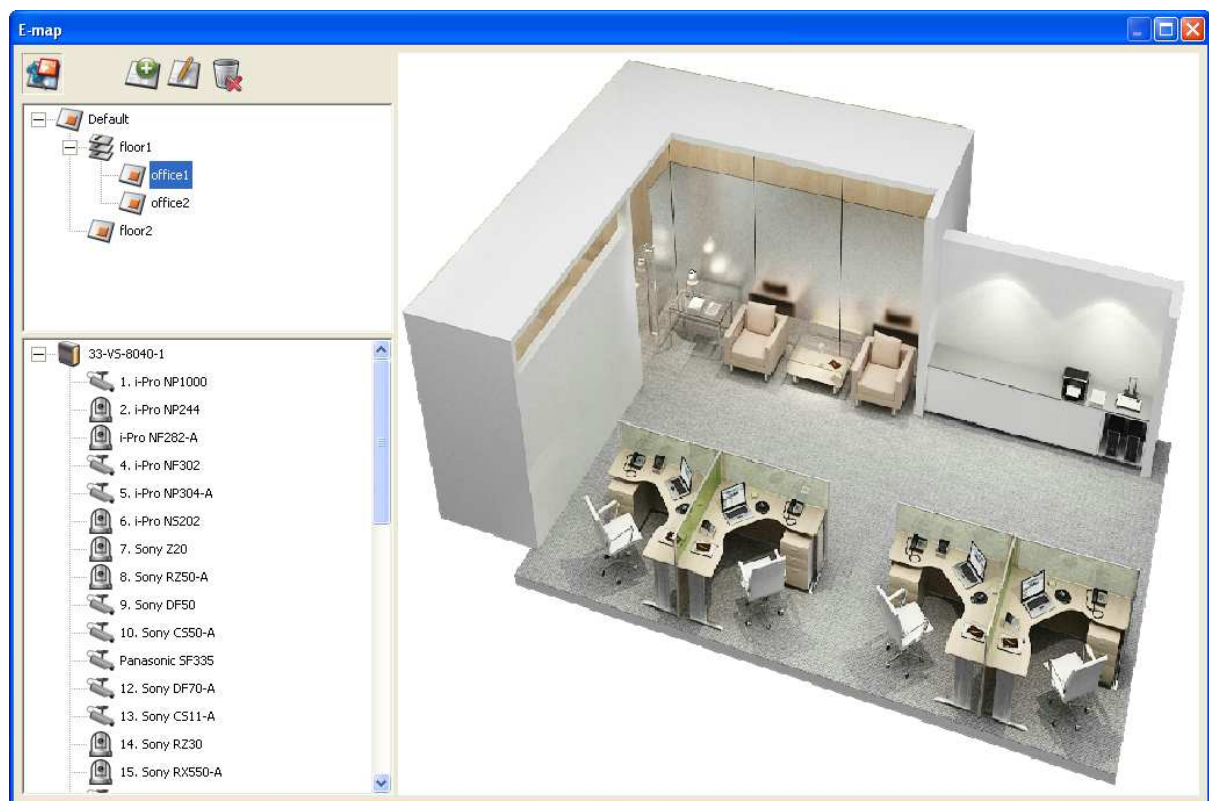 E-map
Default
floor1
office1
office2
floor2
33-VS-8040-1
1. i-Pro NP1000
2. i-Pro NP244
i-Pro NF282-A
4. i-Pro NF302
5. i-Pro NP304-A
6. i-Pro NS202
7. Sony Z20
8. Sony RZ50-A
9. Sony DF50
10. Sony CS50-A
Panasonic SF335
12. Sony DF70-A
13. Sony CS11-A
14. Sony RZ30
15. Sony RX550-A